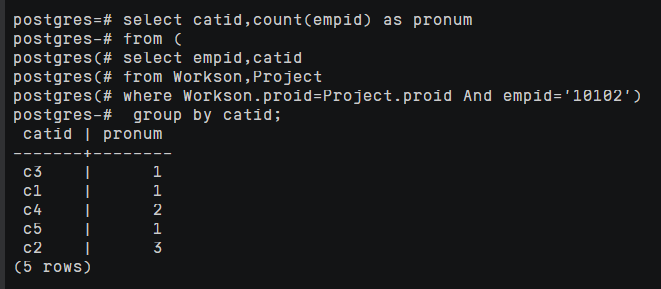 postgres=# select catid,count(empid) as pronum
postgres-# from (
postgres(# select empid,catid
postgres(# from Workson,Project
postgres(# where Workson.proid=Project.proid And empid='10102')
postgres-#  group by catid;
 catid | pronum
-------+--------
 c3    |      1
 c1    |      1
 c4    |      2
 c5    |      1
 c2    |      3
(5 rows)